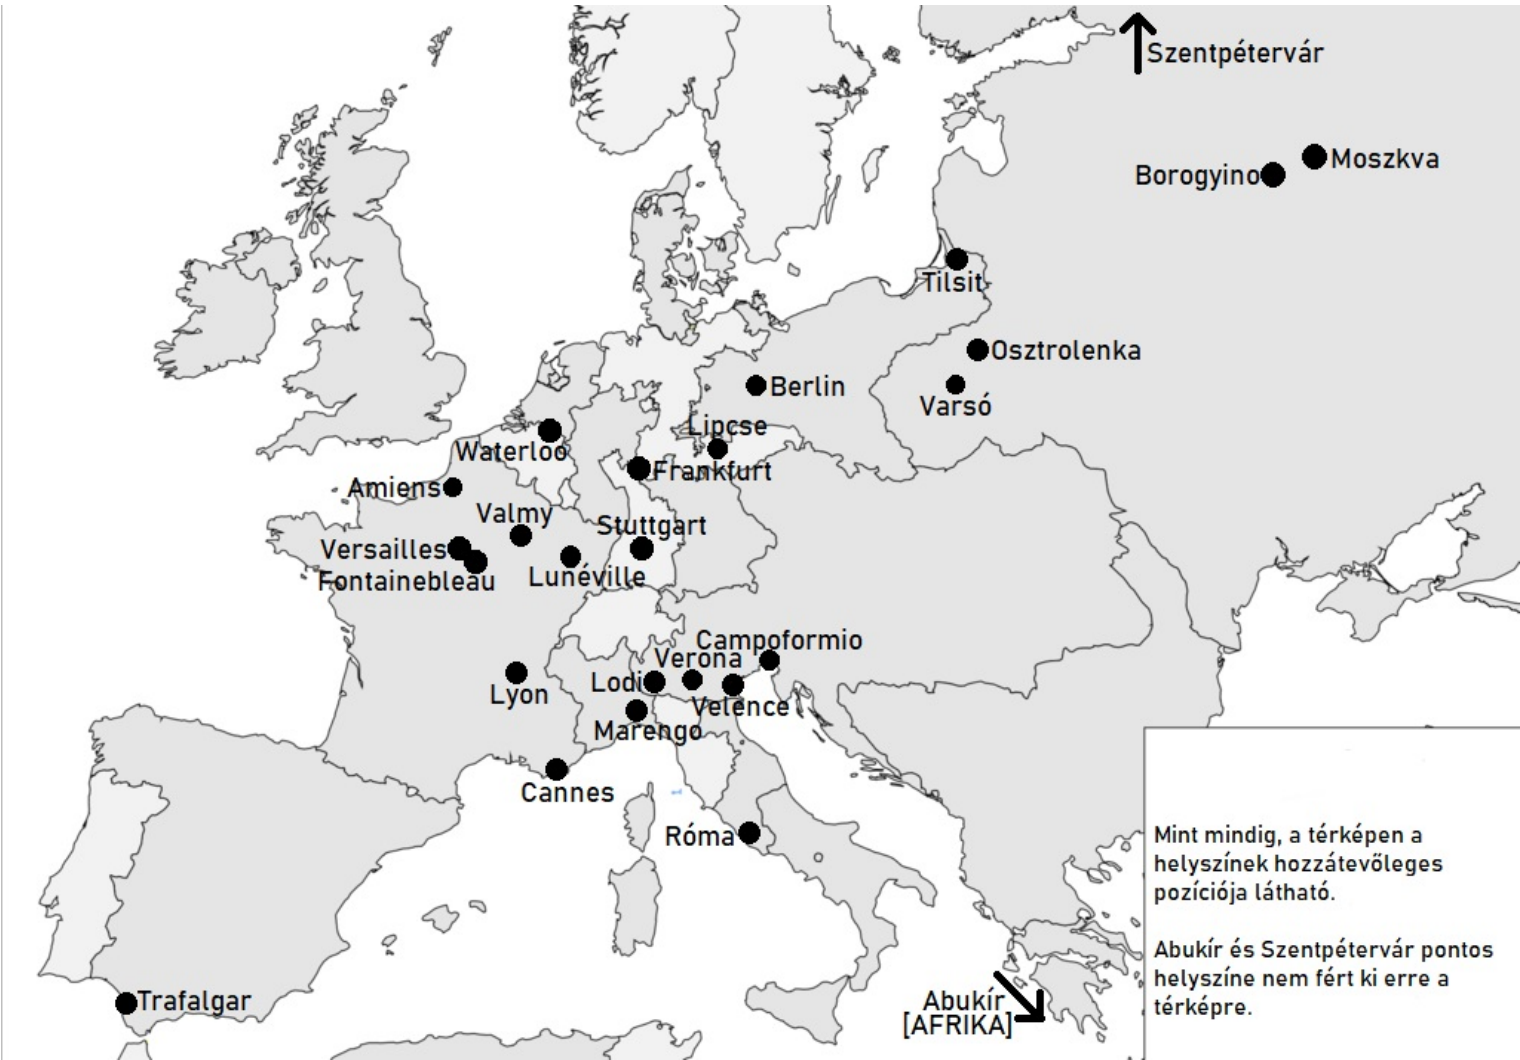 Szentpétervár
Moszkva
Borogyino
Tilsit
Osztrolenka
Berlin
Varsó
Lipcse
Waterloo
Frankfurt
Amiens
Valmy
Stuttgart
Versailles
Fontainebleau
Lunéville
Campoformio
Verona
Lodi
Lyon
Velence
Marengo
Cannes
Róma
Mint mindig, a térképen a
helyszínek hozzátevőleges
pozíciója látható.
Abukír és Szentpétervár pontos
helyszíne nem fért ki erre a
térképre.
Trafalgar
Abukír
[AFRIKA]